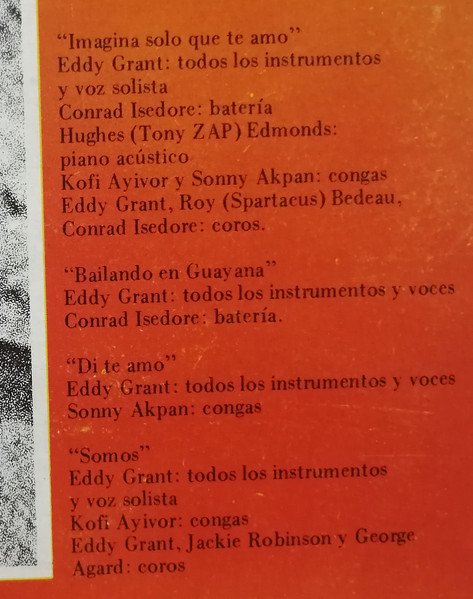 “Imagina solo que te amo”
Eddy Grant: todos los instrumentos
y voz solista
Conrad Isedore: batería
Hughes (Tony ZAP) Edmonds:
piano acústico
Kofi Ayivor y Sonny Akpan: congas
Eddy Grant, Roy (Spartacus) Bedeau,
Conrad Isedore: coros.
“Bailando en Guayana”
Eddy Grant: todos los instrumentos y voces
Conrad Isedore: batería.
“Di te amo”
Eddy Grant: todos los instrumentos y voces
Sonny Akpan: congas
“Somos”
Eddy Grant: todos los instrumentos
y voz solista
Kofi Ayivor: congas
Eddy Grant, Jackie Robinson y George
Agard: coros